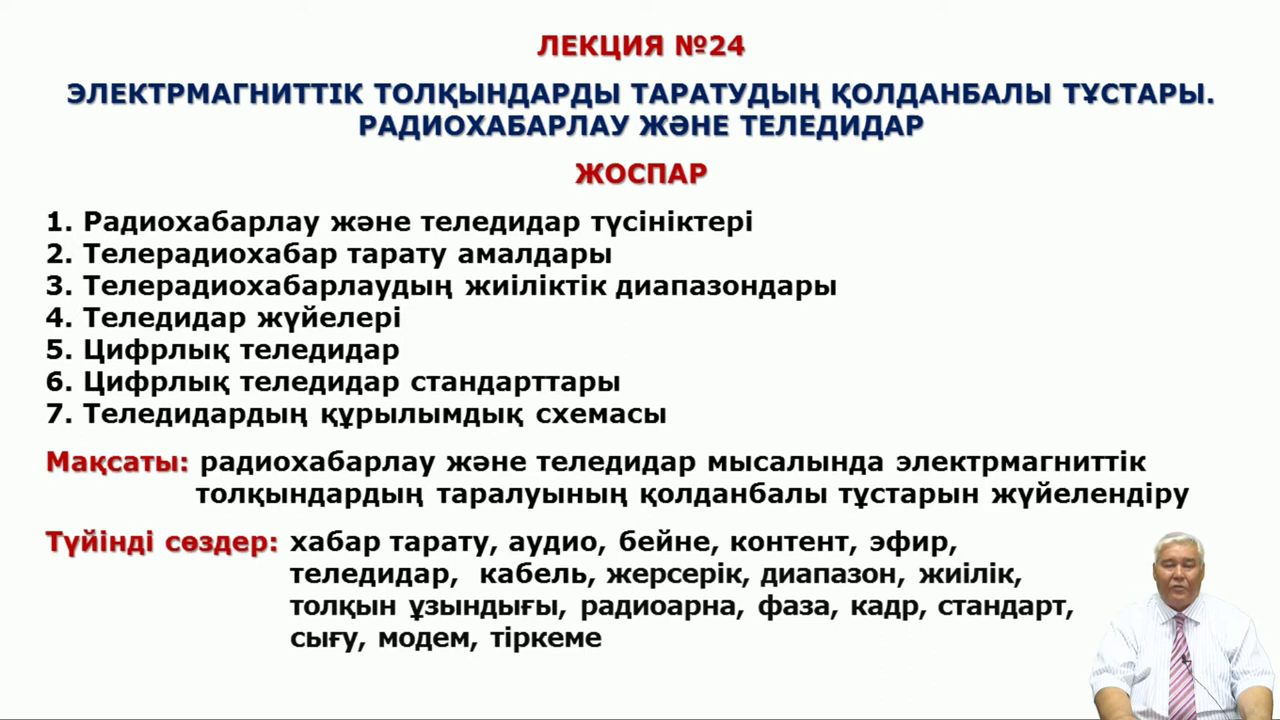 ЛЕКЦИЯ №24
ЭЛЕКТРМАГНИТТІК ТОЛҚЫНДАРДЫ ТАРАТУДЫҢ ҚОЛДАНБАЛЫ ТҰСТАРЫ.
РАДИОХАБАРЛАУ ЖӘНЕ ТЕЛЕДИДАР
ЖОСПАР
1. Радиохабарлау және теледидар түсініктері
2. Телерадиохабар тарату амалдары
3. Телерадиохабарлаудың жиіліктік диапазондары
4. Теледидар жүйелері
5. Цифрлық теледидар
6. Цифрлық теледидар стандарттары
7. Теледидардың құрылымдық схемасы
Мақсаты: радиохабарлау және теледидар мысалында электрмагниттік
толқындардың таралуының қолданбалы тұстарын жүйелендіру
Түйінді сөздер: хабар тарату, аудио, бейне, контент, эфир,
теледидар, кабель, жерсерік, диапазон, жиілік,
толқын ұзындығы, радиоарна, фаза, кадр, стандарт,
сығу, модем, тіркеме